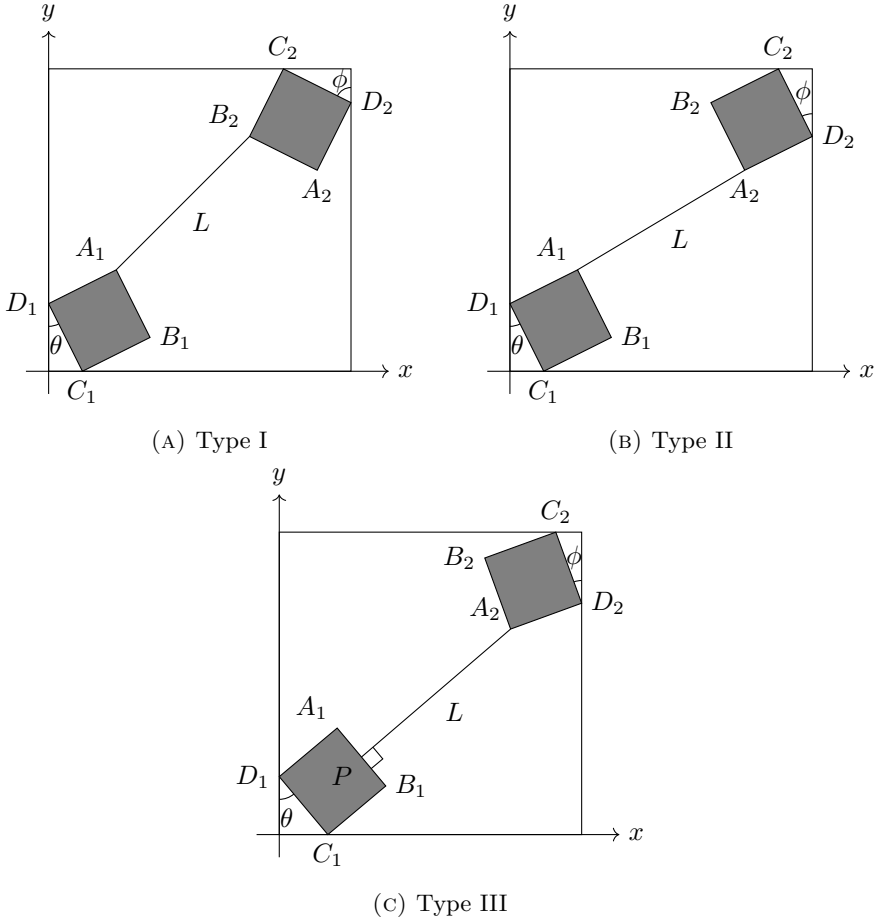 y
y
C₂
C₂
ϕ
D₂
B₂
ϕ
B₂
D₂
A₂
A₂
L
L
A₁
A₁
D₁
D₁
B₁
B₁
θ
θ
x
x
C₁
C₁
(A) Type I
(B) Type II
y
C₂
B₂
ϕ
A₂
D₂
A₁
L
D₁
P
B₁
θ
x
C₁
(C) Type III